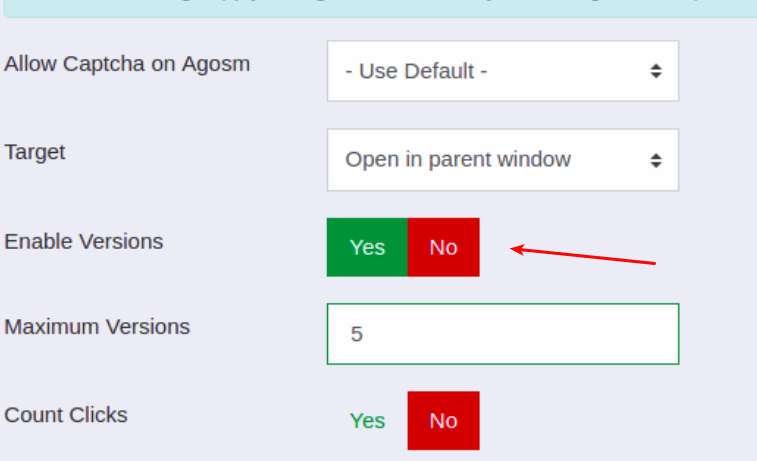 Allow Captcha on Agosm
- Use Default -
Target
Open in parent window
Enable Versions
Yes No
Maximum Versions
5
Count Clicks
Yes No